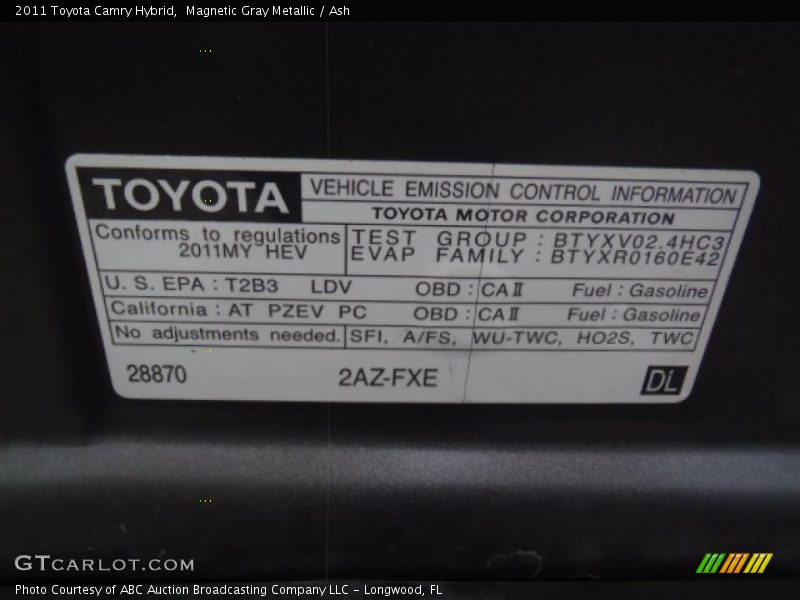 2011 Toyota Camry Hybrid,  Magnetic Gray Metallic / Ash
TOYOTA
VEHICLE EMISSION CONTROL INFORMATION
TOYOTA MOTOR CORPORATION
Conforms to regulations
2011MY HEV
TEST GROUP : BTYXV02.4HC3
EVAP FAMILY : BTYXR0160E42
U. S. EPA : T2B3 LDV OBD : CAⅡ Fuel : Gasoline
California : AT PZEV PC OBD : CAⅡ Fuel : Gasoline
No adjustments needed. SFI, A/FS, WU-TWC, HO2S, TWC
28870 2AZ-FXE DL
GTCARLOT.COM
Photo Courtesy of ABC Auction Broadcasting Company LLC - Longwood, FL